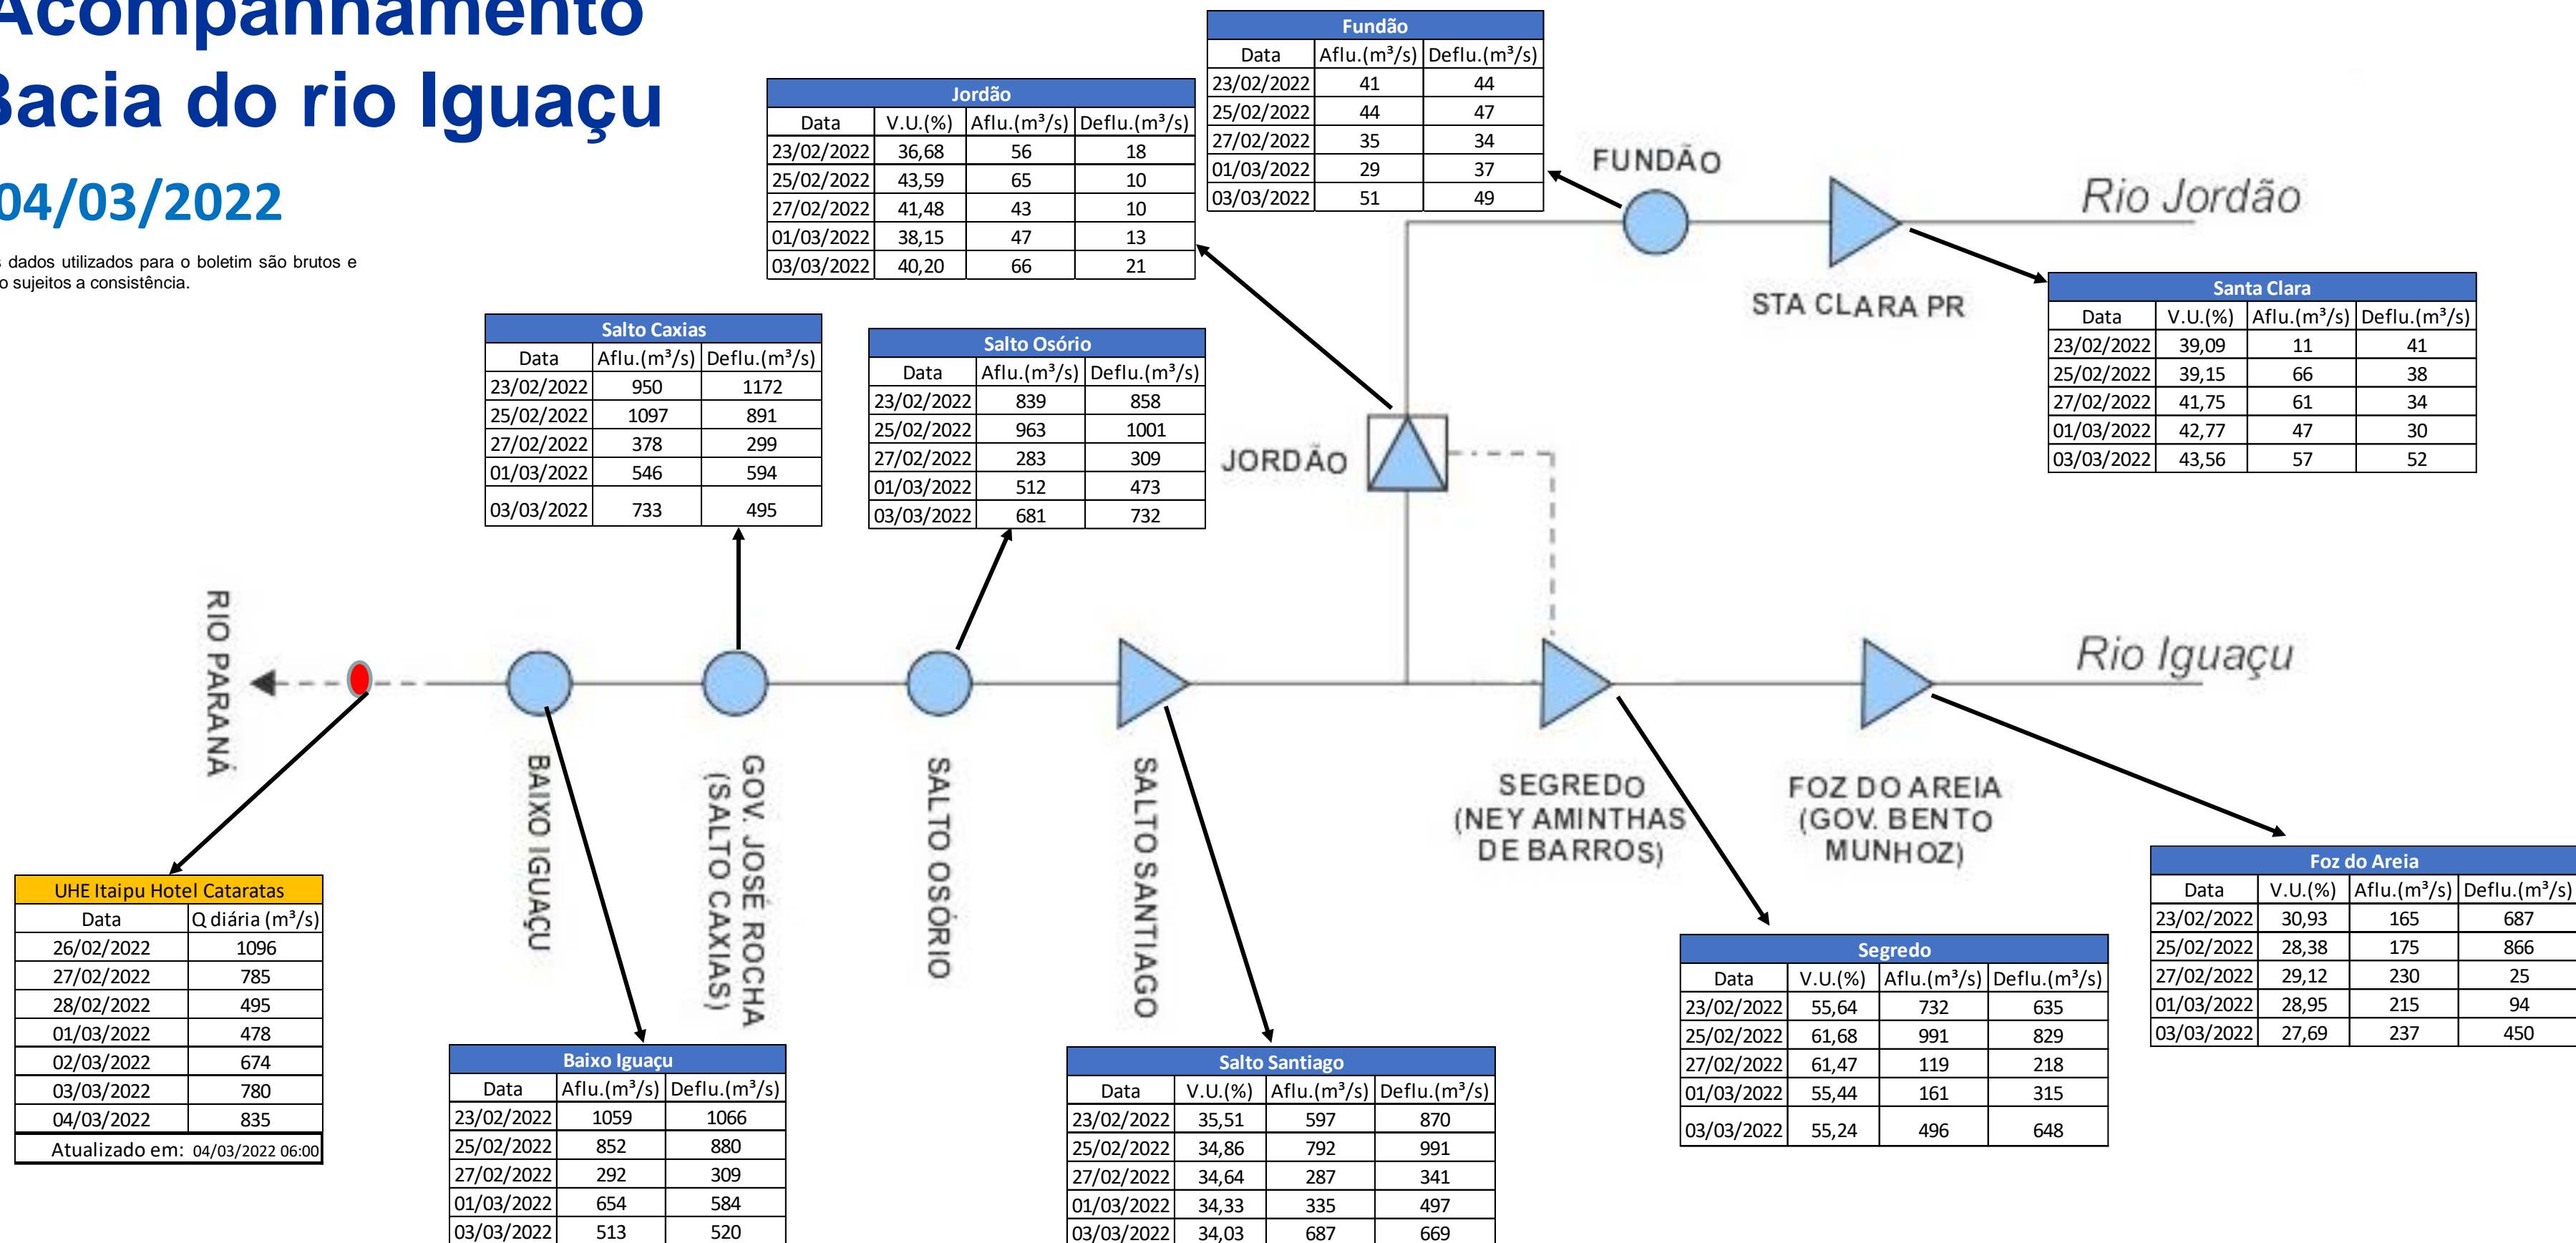 Acompanhamento
Bacia do rio Iguaçu
04/03/2022
s dados utilizados para o boletim são brutos e
o sujeitos a consistência.
Fundão
Data Aflu.(m³/s) Deflu.(m³/s)
23/02/2022 41 44
25/02/2022 44 47
27/02/2022 35 34
01/03/2022 29 37
03/03/2022 51 49
Jordão
Data V.U.(%) Aflu.(m³/s) Deflu.(m³/s)
23/02/2022 36,68 56 18
25/02/2022 43,59 65 10
27/02/2022 41,48 43 10
01/03/2022 38,15 47 13
03/03/2022 40,20 66 21
FUNDÃO
Rio Jordão
STA CLARA PR
Santa Clara
Data V.U.(%) Aflu.(m³/s) Deflu.(m³/s)
23/02/2022 39,09 11 41
25/02/2022 39,15 66 38
27/02/2022 41,75 61 34
01/03/2022 42,77 47 30
03/03/2022 43,56 57 52
Salto Caxias
Data Aflu.(m³/s) Deflu.(m³/s)
23/02/2022 950 1172
25/02/2022 1097 891
27/02/2022 378 299
01/03/2022 546 594
03/03/2022 733 495
Salto Osório
Data Aflu.(m³/s) Deflu.(m³/s)
23/02/2022 839 858
25/02/2022 963 1001
27/02/2022 283 309
01/03/2022 512 473
03/03/2022 681 732
JORDÃO
RIO PARANÁ
Rio Iguaçu
BAIXO IGUAÇU
GOV. JOSÉ ROCHA
(SALTO CAXIAS)
SALTO OSÓRIO
SALTO SANTIAGO
SEGREDO
(NEY AMINTHAS
DE BARROS)
FOZ DO AREIA
(GOV. BENTO
MUNHOZ)
UHE Itaipu Hotel Cataratas
Data Q diária (m³/s)
26/02/2022 1096
27/02/2022 785
28/02/2022 495
01/03/2022 478
02/03/2022 674
03/03/2022 780
04/03/2022 835
Atualizado em: 04/03/2022 06:00
Baixo Iguaçu
Data Aflu.(m³/s) Deflu.(m³/s)
23/02/2022 1059 1066
25/02/2022 852 880
27/02/2022 292 309
01/03/2022 654 584
03/03/2022 513 520
Salto Santiago
Data V.U.(%) Aflu.(m³/s) Deflu.(m³/s)
23/02/2022 35,51 597 870
25/02/2022 34,86 792 991
27/02/2022 34,64 287 341
01/03/2022 34,33 335 497
03/03/2022 34,03 687 669
Segredo
Data V.U.(%) Aflu.(m³/s) Deflu.(m³/s)
23/02/2022 55,64 732 635
25/02/2022 61,68 991 829
27/02/2022 61,47 119 218
01/03/2022 55,44 161 315
03/03/2022 55,24 496 648
Foz do Areia
Data V.U.(%) Aflu.(m³/s) Deflu.(m³/s)
23/02/2022 30,93 165 687
25/02/2022 28,38 175 866
27/02/2022 29,12 230 25
01/03/2022 28,95 215 94
03/03/2022 27,69 237 450